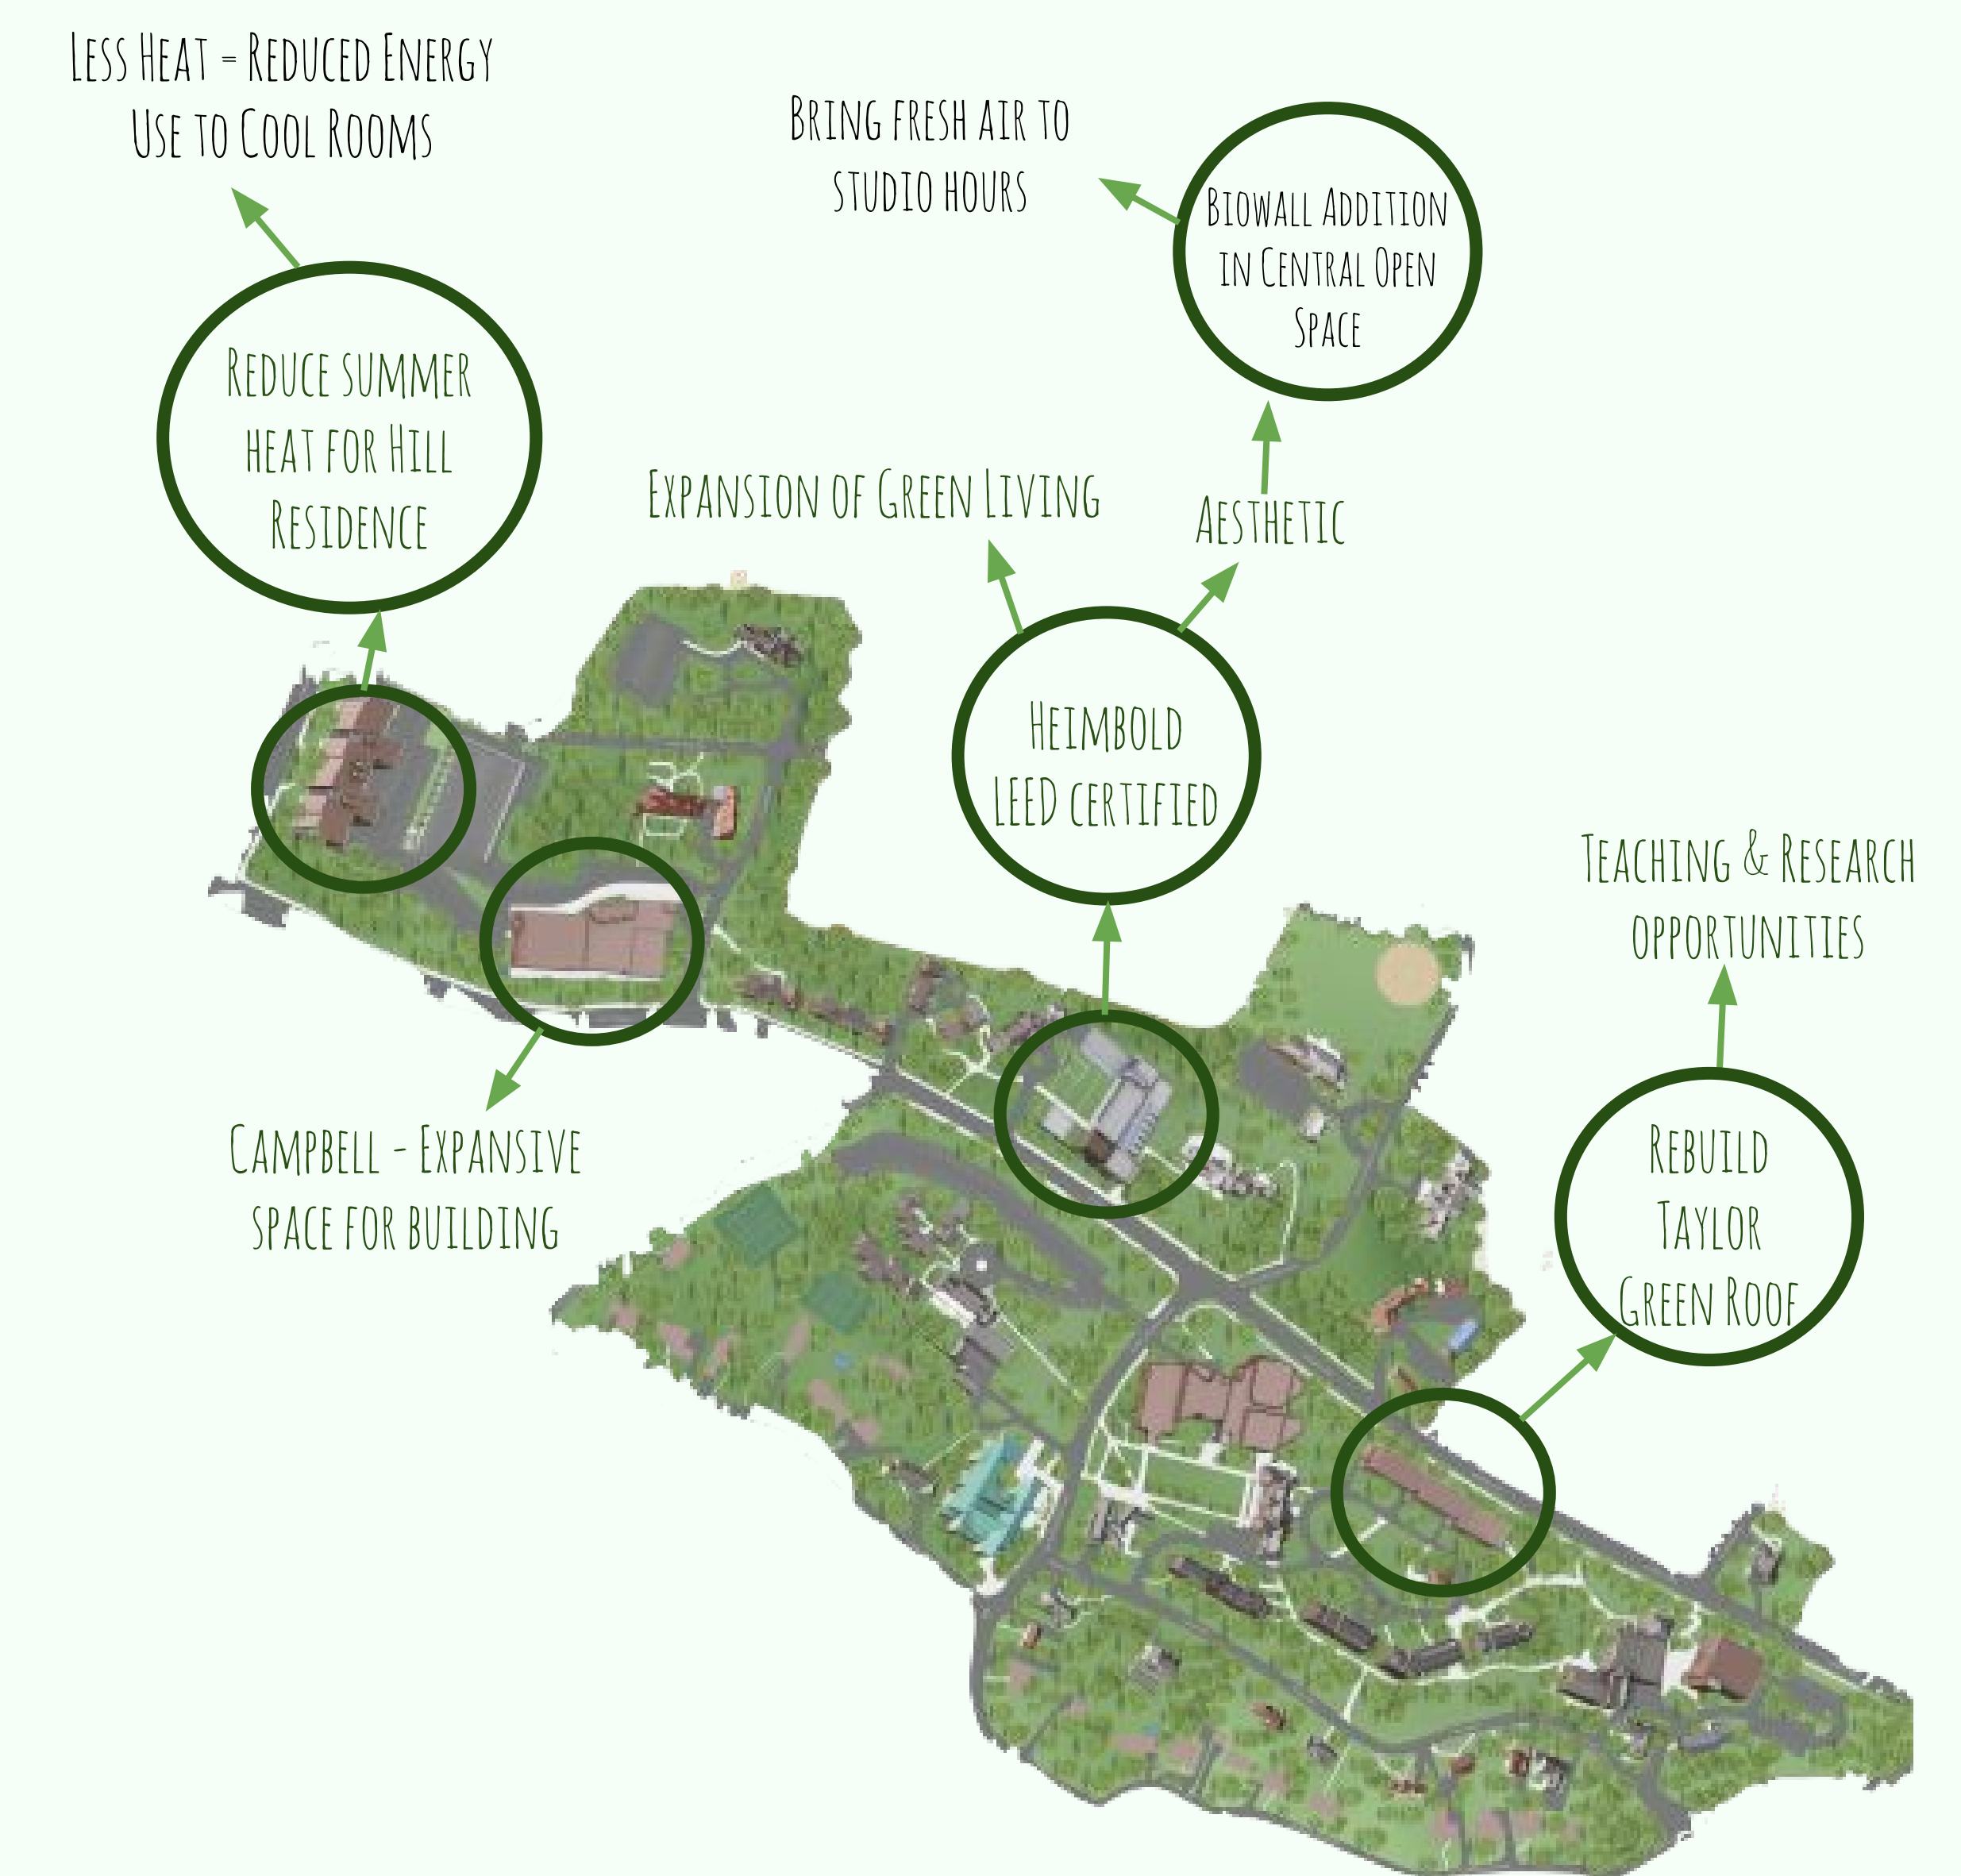 Less Heat = Reduced Energy
Use to Cool Rooms
Bring fresh air to
studio hours
Biowall Addition
in Central Open
Space
Reduce summer
heat for Hill
Residence
Expansion of Green Living
Aesthetic
Heimbold
LEED certified
Teaching & Research
opportunities
Campbell - Expansive
space for building
Rebuild
Taylor
Green Roof